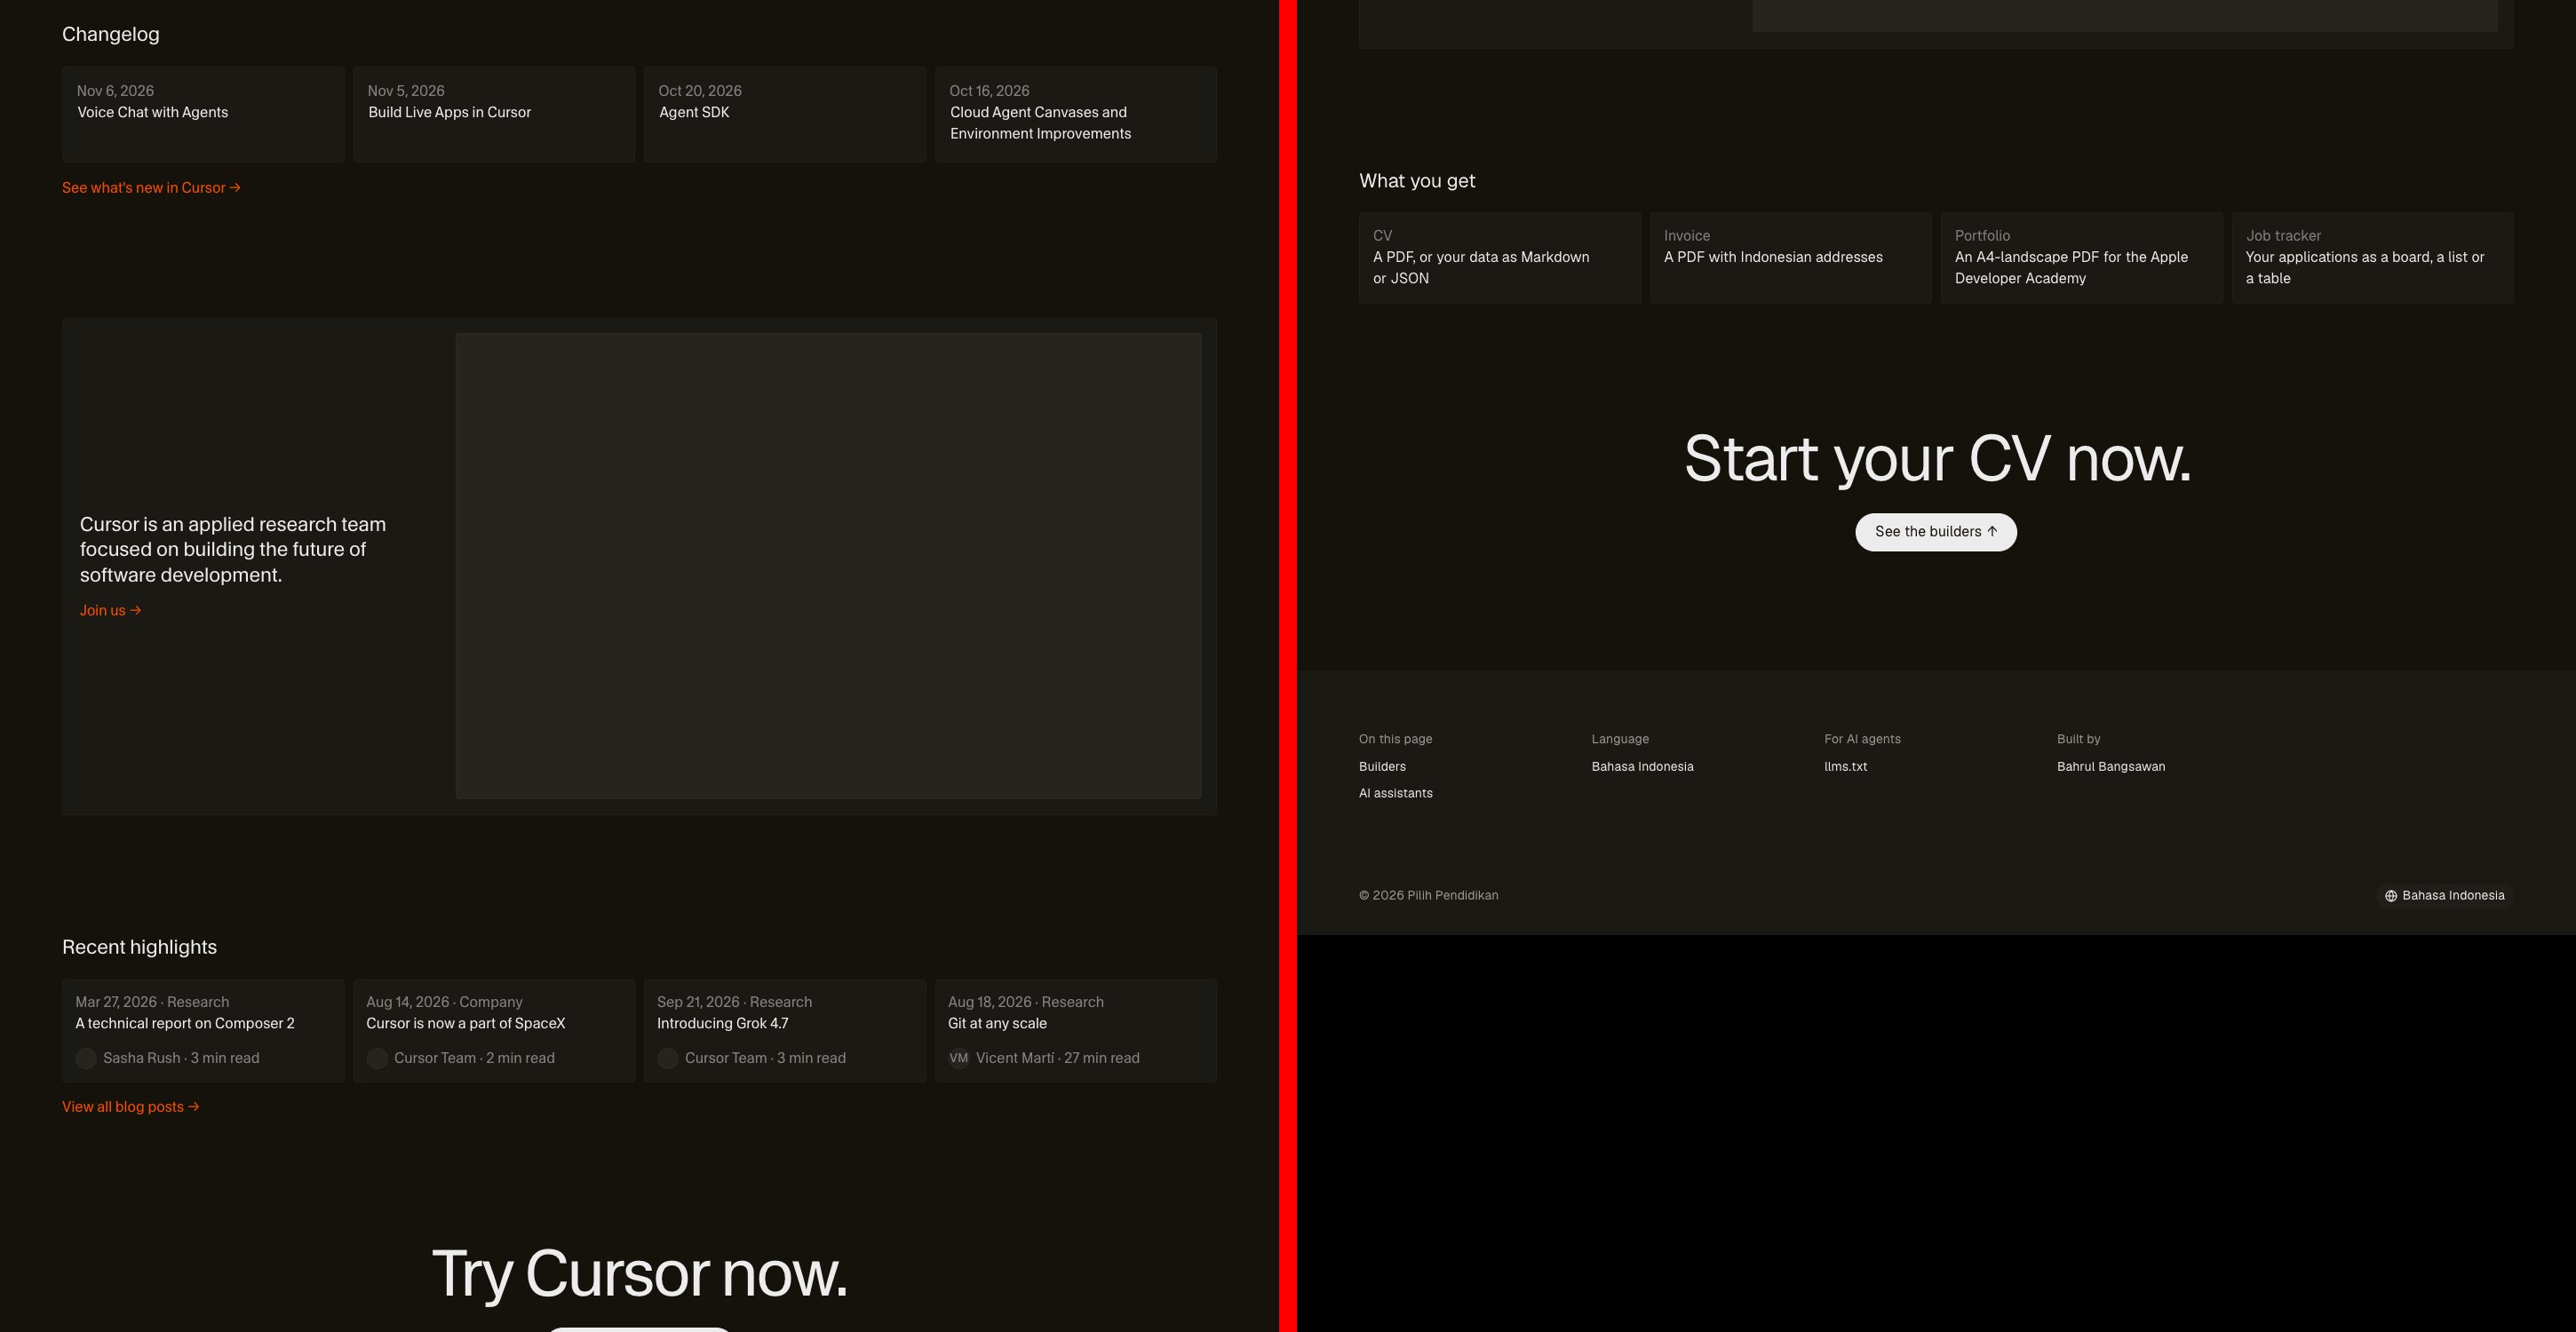 Changelog
Nov 6, 2026
Voice Chat with Agents
Nov 5, 2026
Build Live Apps in Cursor
Oct 20, 2026
Agent SDK
Oct 16, 2026
Cloud Agent Canvases and
Environment Improvements
See what's new in Cursor →
Cursor is an applied research team
focused on building the future of
software development.
Join us →
Recent highlights
Mar 27, 2026 · Research
A technical report on Composer 2
Sasha Rush · 3 min read
Aug 14, 2026 · Company
Cursor is now a part of SpaceX
Cursor Team · 2 min read
Sep 21, 2026 · Research
Introducing Grok 4.7
Cursor Team · 3 min read
Aug 18, 2026 · Research
Git at any scale
VM Vicent Martí · 27 min read
View all blog posts →
Try Cursor now.
What you get
CV
A PDF, or your data as Markdown
or JSON
Invoice
A PDF with Indonesian addresses
Portfolio
An A4-landscape PDF for the Apple
Developer Academy
Job tracker
Your applications as a board, a list or
a table
Start your CV now.
See the builders ↑
On this page
Builders
AI assistants
Language
Bahasa Indonesia
For AI agents
llms.txt
Built by
Bahrul Bangsawan
© 2026 Pilih Pendidikan
Bahasa Indonesia